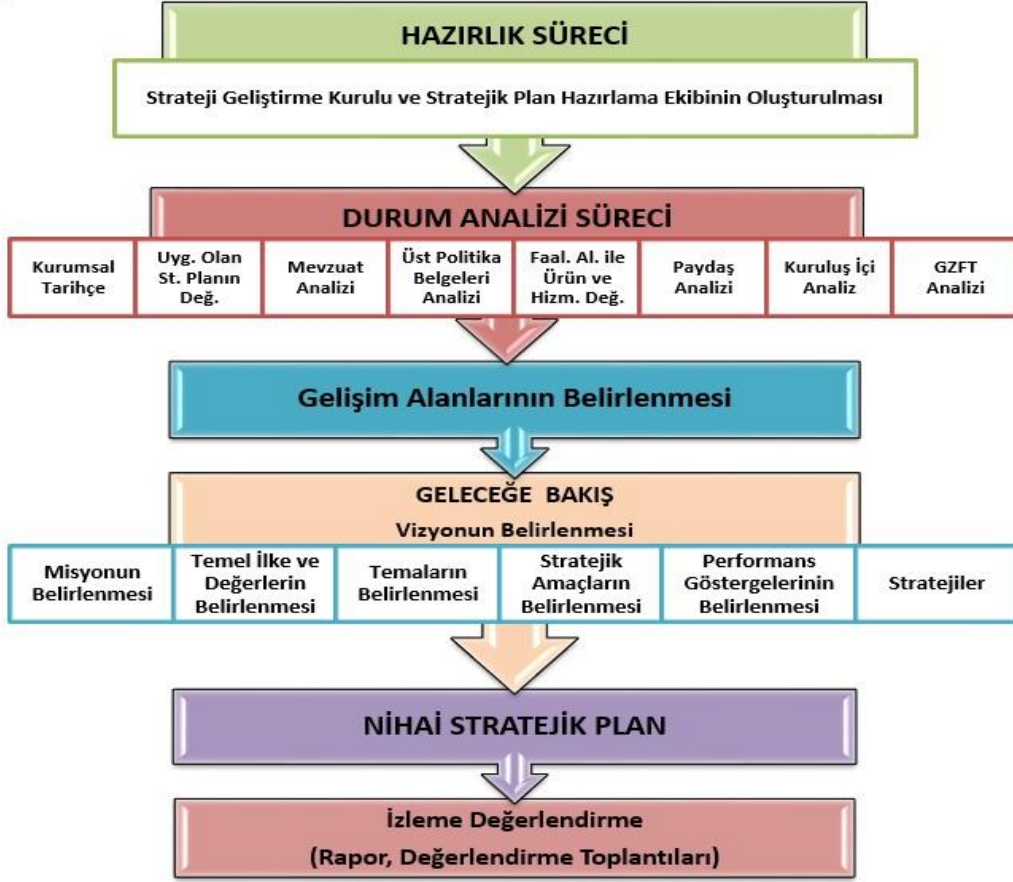 HAZIRLIK SÜRECİ
Strateji Geliştirme Kurulu ve Stratejik Plan Hazırlama Ekibinin Oluşturulması
DURUM ANALİZİ SÜRECİ
Kurumsal
Tarihçe
Uyg. Olan
St. Planın
Değ.
Mevzuat
Analizi
Üst Politika
Belgeleri
Analizi
Faal. Al. ile
Ürün ve
Hizm. Değ.
Paydaş
Analizi
Kuruluş İçi
Analiz
GZFT
Analizi
Gelişim Alanlarının Belirlenmesi
GELECEĞE BAKIŞ
Vizyonun Belirlenmesi
Misyonun
Belirlenmesi
Temel İlke ve
Değerlerin
Belirlenmesi
Temaların
Belirlenmesi
Stratejik
Amaçların
Belirlenmesi
Performans
Göstergelerinin
Belirlenmesi
Stratejiler
NİHAİ STRATEJİK PLAN
İzleme Değerlendirme
(Rapor, Değerlendirme Toplantıları)